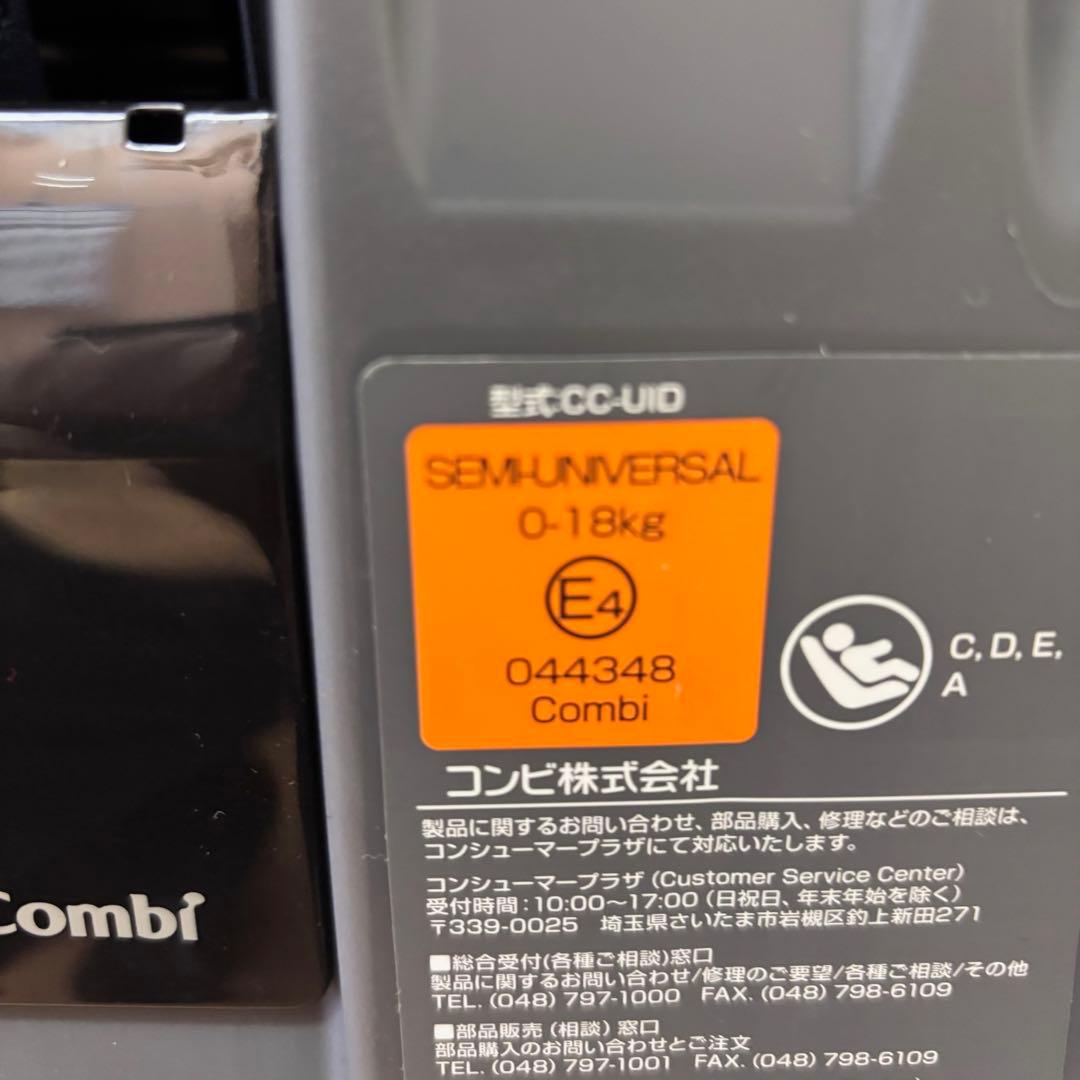 型式:CC-UID
SEMI-UNIVERSAL
0-18kg
E4
044348
Combi
C, D, E,
A
コンビ株式会社
製品に関するお問い合わせ、部品購入、修理などのご相談は、
コンシューマープラザにて対応いたします。
コンシューマープラザ (Customer Service Center)
受付時間:10:00～17:00 (日祝日、年末年始を除く)
〒339-0025 埼玉県さいたま市岩槻区釣上新田271
■総合受付(各種ご相談)窓口
製品に関するお問い合わせ/修理のご要望/各種ご相談/その他
TEL. (048) 797-1000 FAX. (048) 798-6109
■部品販売 (相談) 窓口
部品購入のお問い合わせとご注文
TEL. (048) 797-1001 FAX. (048) 798-6109
Combi